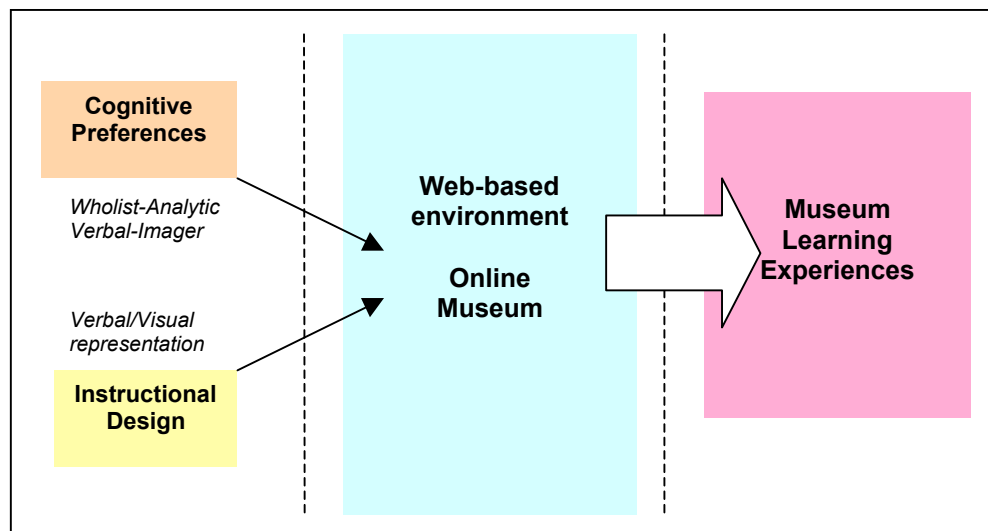 Cognitive
Preferences
Wholist-Analytic
Verbal-Imager
Verbal/Visual
representation
Instructional
Design
Web-based
environment
Online
Museum
Museum
Learning
Experiences